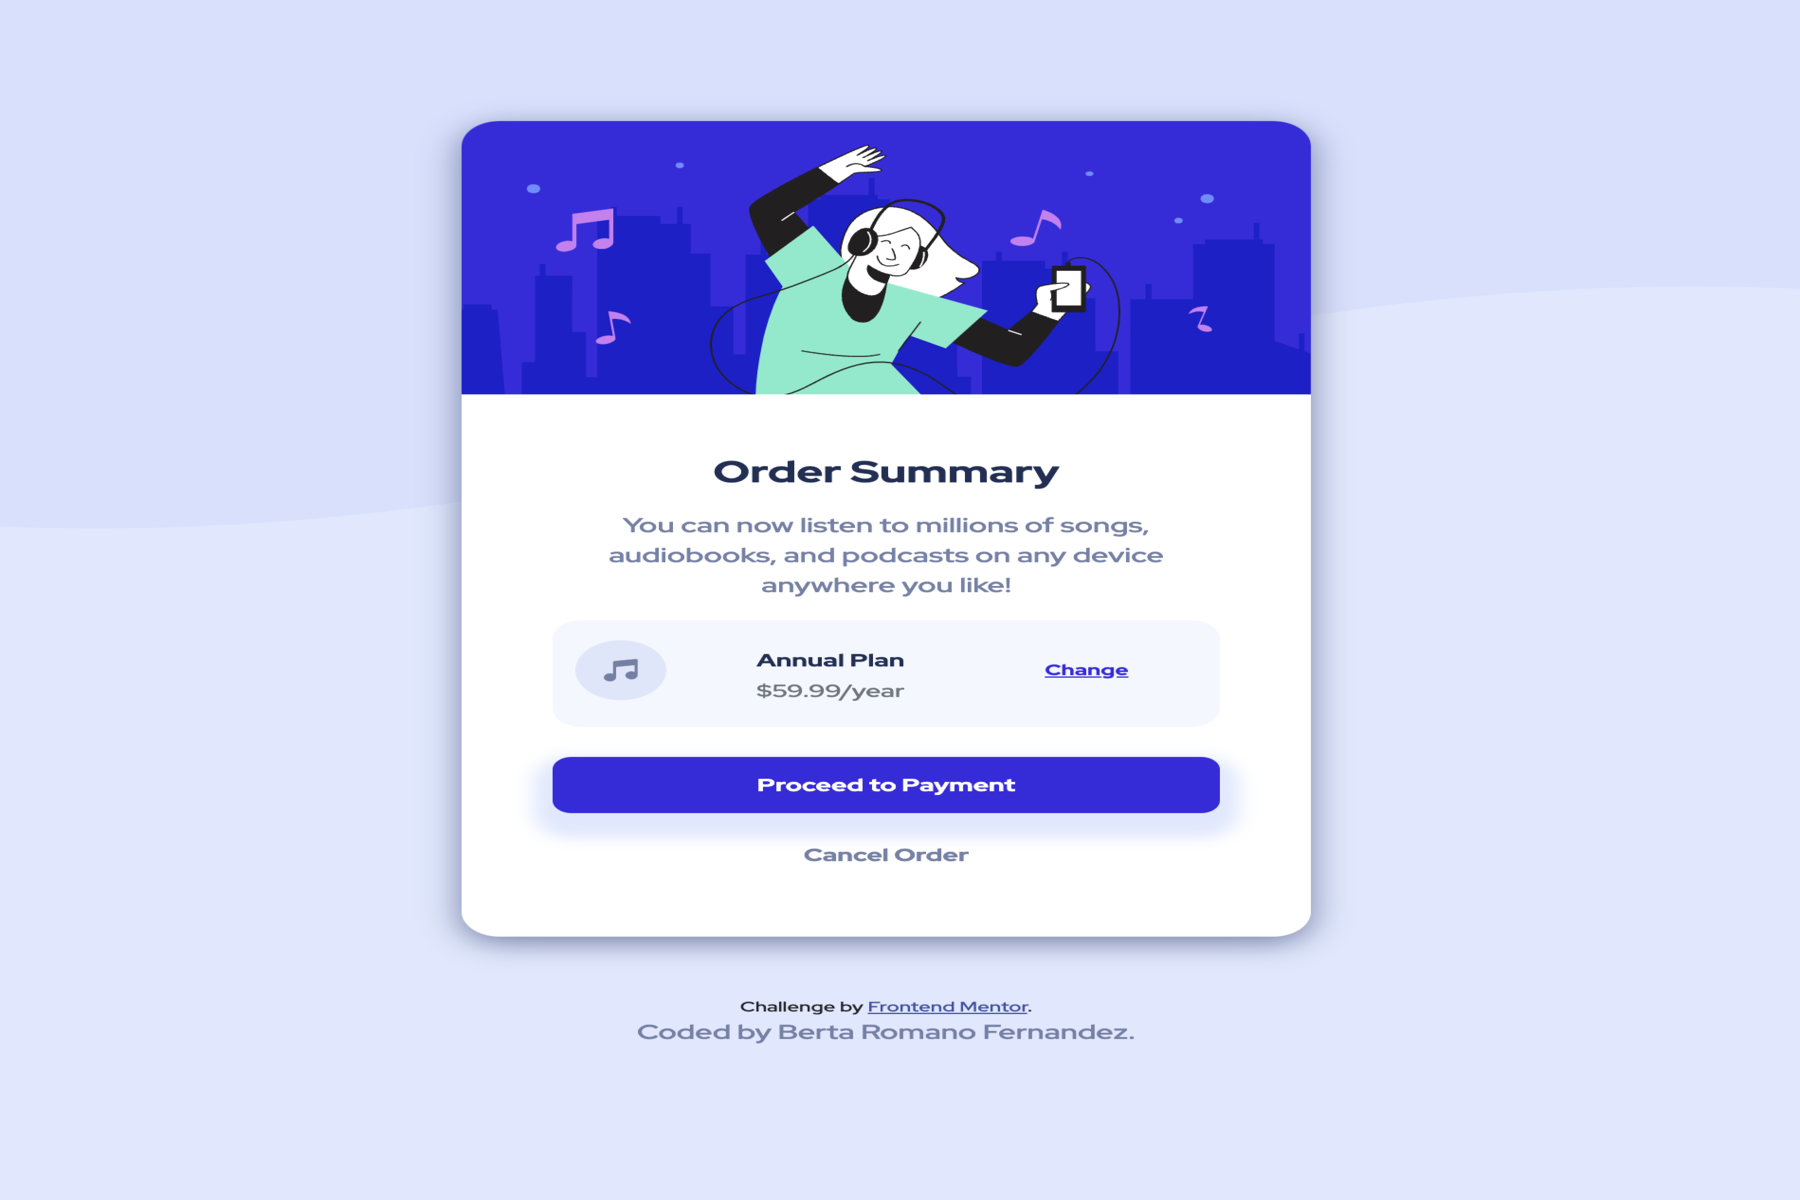 Order Summary
You can now listen to millions of songs,
audiobooks, and podcasts on any device
anywhere you like!
Annual Plan
$59.99/year
Change
Proceed to Payment
Cancel Order
Challenge by Frontend Mentor.
Coded by Berta Romano Fernandez.